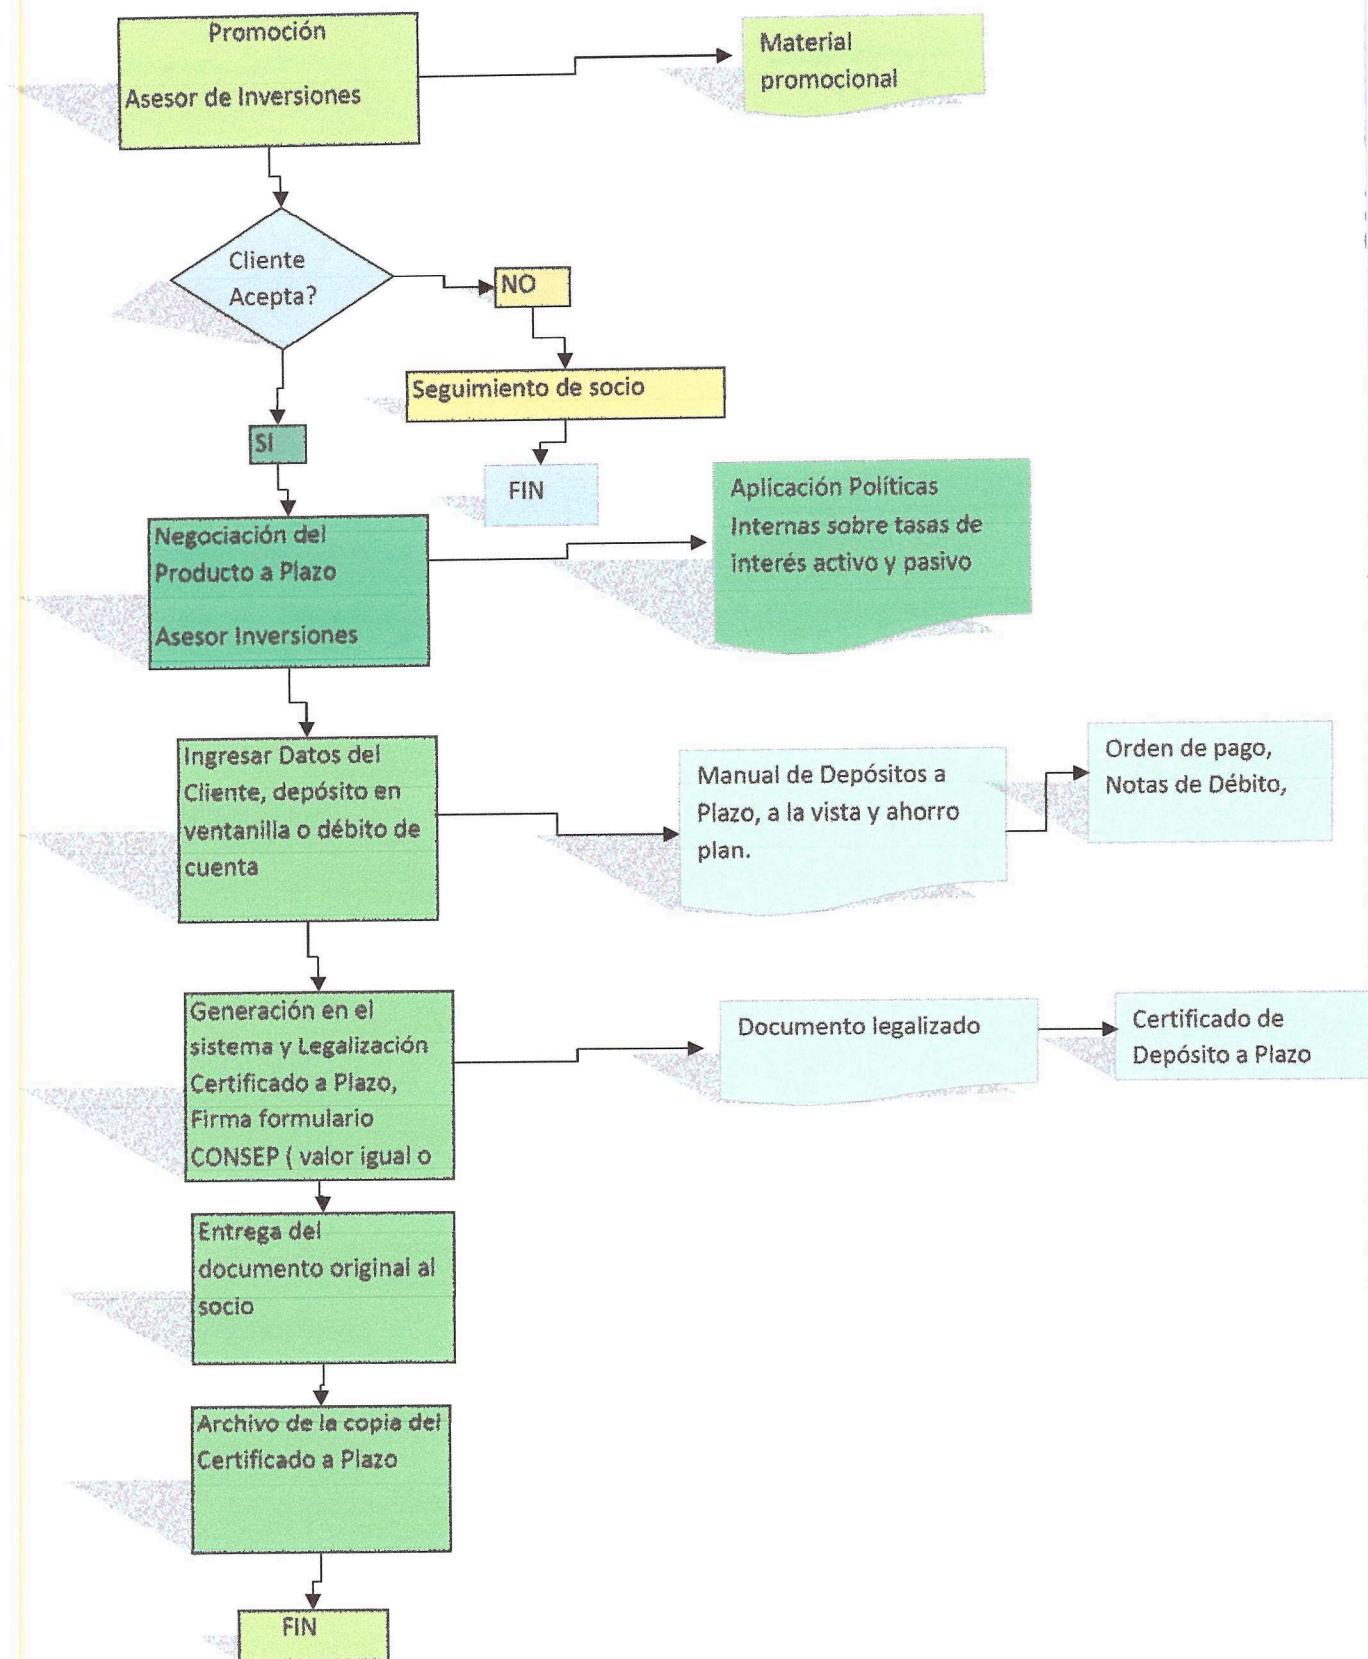 Promoción
Asesor de Inversiones
Material
promocional
Cliente
Acepta?
NO
Seguimiento de socio
FIN
SI
Negociación del
Producto a Plazo
Asesor Inversiones
Aplicación Políticas
Internas sobre tasas de
interés activo y pasivo
Ingresar Datos del
Cliente, depósito en
ventanilla o débito de
cuenta
Manual de Depósitos a
Plazo, a la vista y ahorro
plan.
Orden de pago,
Notas de Débito,
Generación en el
sistema y Legalización
Certificado a Plazo,
Firma formulario
CONSEP ( valor igual o
Documento legalizado
Certificado de
Depósito a Plazo
Entrega del
documento original al
socio
Archivo de la copia del
Certificado a Plazo
FIN